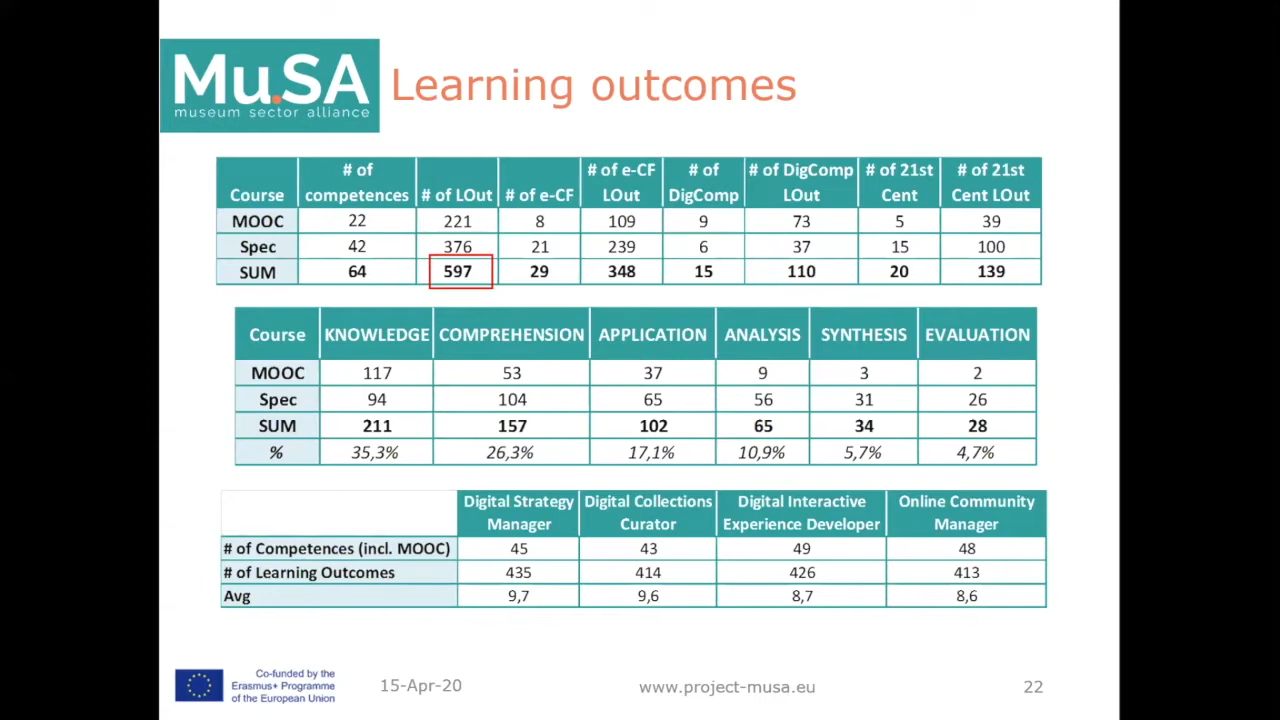 Mu.SA
museum sector alliance
Learning outcomes
Course # of competences # of LOut # of e-CF # of e-CF LOut # of DigComp # of DigComp LOut # of 21st Cent # of 21st Cent LOut
MOOC 22 221 8 109 9 73 5 39
Spec 42 376 21 239 6 37 15 100
SUM 64 597 29 348 15 110 20 139
Course KNOWLEDGE COMPREHENSION APPLICATION ANALYSIS SYNTHESIS EVALUATION
MOOC 117 53 37 9 3 2
Spec 94 104 65 56 31 26
SUM 211 157 102 65 34 28
% 35,3% 26,3% 17,1% 10,9% 5,7% 4,7%
Digital Strategy Manager Digital Collections Curator Digital Interactive Experience Developer Online Community Manager
# of Competences (incl. MOOC) 45 43 49 48
# of Learning Outcomes 435 414 426 413
Avg 9,7 9,6 8,7 8,6
Co-funded by the
Erasmus+ Programme
of the European Union
15-Apr-20
www.project-musa.eu
22